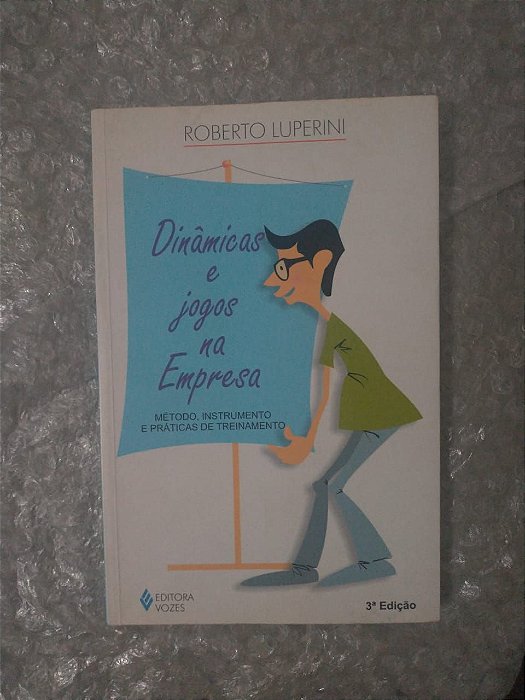 ROBERTO LUPERINI
Dinâmicas
e
jogos
na
Empresa
MÉTODO, INSTRUMENTO
E PRÁTICAS DE TREINAMENTO
EDITORA
VOZES
3ª Edição